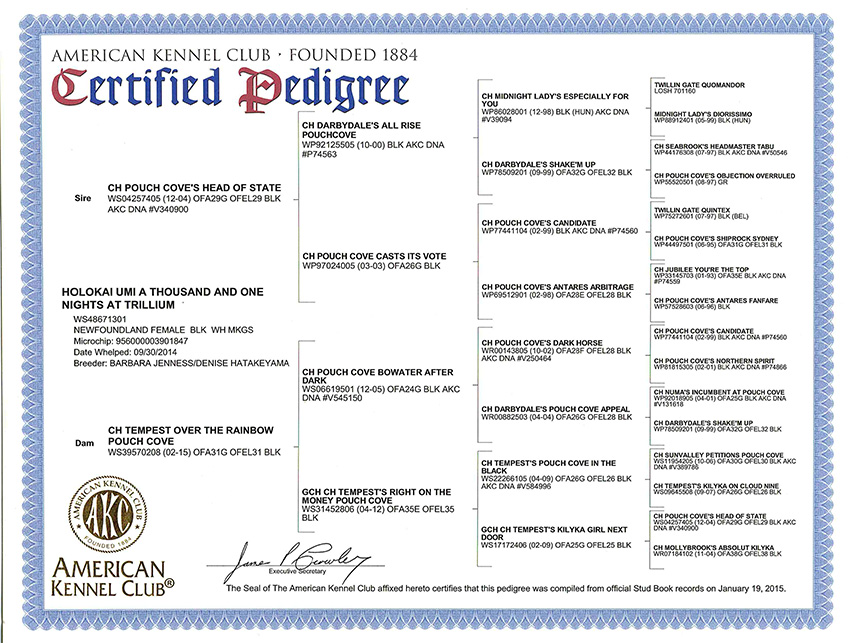 AMERICAN KENNEL CLUB · FOUNDED 1884
Certified Pedigree
Sire
CH POUCH COVE'S HEAD OF STATE
WS04257405 (12-04) OFA29G OFEL29 BLK
AKC DNA #V340900
HOLOKAI UMI A THOUSAND AND ONE
NIGHTS AT TRILLIUM
WS48671301
NEWFOUNDLAND FEMALE BLK WH MKGS
Microchip: 956000003901847
Date Whelped: 09/30/2014
Breeder: BARBARA JENNESS/DENISE HATAKEYAMA
Dam
CH TEMPEST OVER THE RAINBOW
POUCH COVE
WS39570208 (02-15) OFA31G OFEL31 BLK
CH DARBYDALE'S ALL RISE
POUCHCOVE
WP92125505 (10-00) BLK AKC DNA
#P74563
CH POUCH COVE CASTS ITS VOTE
WP97024005 (03-03) OFA26G BLK
CH POUCH COVE BOWATER AFTER
DARK
WS06619501 (12-05) OFA24G BLK AKC
DNA #V545150
GCH CH TEMPEST'S RIGHT ON THE
MONEY POUCH COVE
WS31452806 (04-12) OFA35E OFEL35
BLK
CH MIDNIGHT LADY'S ESPECIALLY FOR
YOU
WP86028001 (12-98) BLK (HUN) AKC DNA
#V39094
CH DARBYDALE'S SHAKE'M UP
WP78509201 (09-99) OFA32G OFEL32 BLK
CH POUCH COVE'S CANDIDATE
WP77441104 (02-99) BLK AKC DNA #P74560
CH POUCH COVE'S ANTARES ARBITRAGE
WP69512901 (02-98) OFA28E OFEL28 BLK
CH POUCH COVE'S DARK HORSE
WR00143805 (10-02) OFA28F OFEL28 BLK
AKC DNA #V250464
CH DARBYDALE'S POUCH COVE APPEAL
WR00882503 (04-04) OFA26G OFEL28 BLK
CH TEMPEST'S POUCH COVE IN THE
BLACK
WS22266105 (04-09) OFA26G OFEL26 BLK
AKC DNA #V584996
GCH CH TEMPEST'S KILYKA GIRL NEXT
DOOR
WS17172406 (02-09) OFA25G OFEL25 BLK
TWILLIN GATE QUOMANDOR
LOSH 701160
MIDNIGHT LADY'S DIORISSIMO
WP88912401 (05-99) BLK (HUN)
CH SEABROOK'S HEADMASTER TABU
WP44176308 (07-97) BLK AKC DNA #V50546
CH POUCH COVE'S OBJECTION OVERRULED
WP55520501 (08-97) GR
TWILLIN GATE QUINTEX
WP75272601 (07-97) BLK (BEL)
CH POUCH COVE'S SHIPROCK SYDNEY
WP44497501 (06-95) OFA31G OFEL31 BLK
CH JUBILEE YOU'RE THE TOP
WP33145703 (01-93) OFA35E BLK AKC DNA
#P74559
CH POUCH COVE'S ANTARES FANFARE
WP57528603 (06-96) BLK
CH POUCH COVE'S CANDIDATE
WP77441104 (02-99) BLK AKC DNA #P74560
CH POUCH COVE'S NORTHERN SPIRIT
WP81815305 (02-01) BLK AKC DNA #P74866
CH NUMA'S INCUMBENT AT POUCH COVE
WP92018905 (04-01) OFA25G BLK AKC DNA
#V131618
CH DARBYDALE'S SHAKE'M UP
WP78509201 (09-99) OFA32G OFEL32 BLK
CH SUNVALLEY PETITIONS POUCH COVE
WS11954205 (10-06) OFA30G OFEL30 BLK AKC
DNA #V389786
CH TEMPEST'S KILYKA ON CLOUD NINE
WS09645508 (09-07) OFA26G OFEL26 BLK
CH POUCH COVE'S HEAD OF STATE
WS04257405 (12-04) OFA29G OFEL29 BLK AKC
DNA #V340900
CH MOLLYBROOK'S ABSOLUT KILYKA
WR07184102 (11-04) OFA38G OFEL38 BLK
AMERICAN KENNEL CLUB
AKC
FOUNDED 1884
AMERICAN
KENNEL CLUB®
James P Crowley
Executive Secretary
The Seal of The American Kennel Club affixed hereto certifies that this pedigree was compiled from official Stud Book records on January 19, 2015.